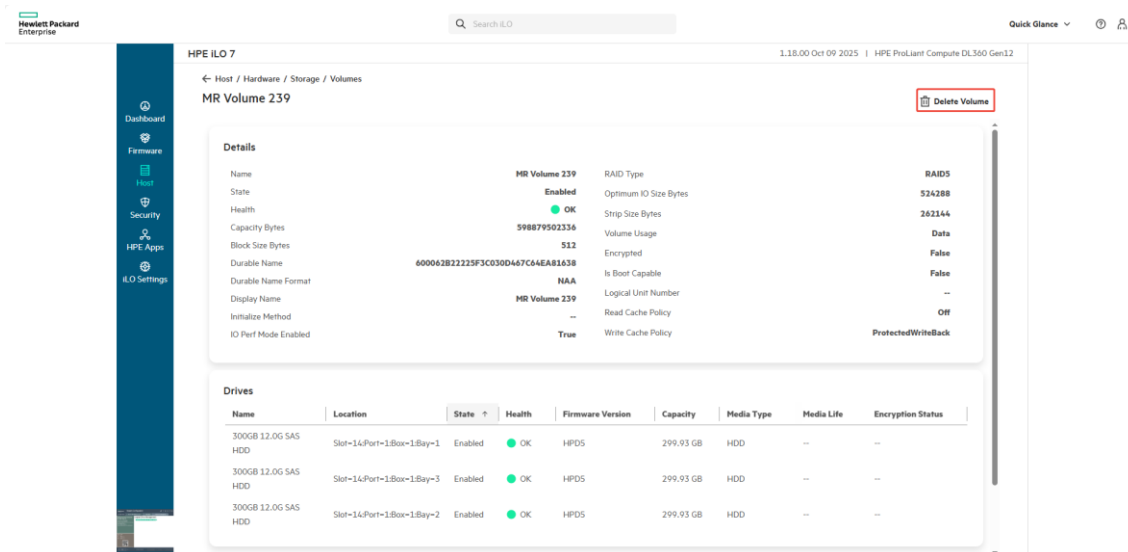 Hewlett Packard
Enterprise
Search iLO
Quick Glance
HPE iLO 7
1.18.00 Oct 09 2025 | HPE ProLiant Compute DL360 Gen12
← Host / Hardware / Storage / Volumes
MR Volume 239
Delete Volume
Dashboard
Firmware
Host
Security
HPE Apps
iLO Settings
Details
Name MR Volume 239
State Enabled
Health OK
Capacity Bytes 598879502336
Block Size Bytes 512
Durable Name 600062B22225F3C030D467C64EA81638
Durable Name Format NAA
Display Name MR Volume 239
Initialize Method --
IO Perf Mode Enabled True
RAID Type RAID5
Optimum IO Size Bytes 524288
Strip Size Bytes 262144
Volume Usage Data
Encrypted False
Is Boot Capable False
Logical Unit Number --
Read Cache Policy Off
Write Cache Policy ProtectedWriteBack
Drives
Name Location State ↑ Health Firmware Version Capacity Media Type Media Life Encryption Status
300GB 12.0G SAS
HDD
Slot=14:Port=1:Box=1:Bay=1 Enabled OK HPD5 299.93 GB HDD -- --
300GB 12.0G SAS
HDD
Slot=14:Port=1:Box=1:Bay=3 Enabled OK HPD5 299.93 GB HDD -- --
300GB 12.0G SAS
HDD
Slot=14:Port=1:Box=1:Bay=2 Enabled OK HPD5 299.93 GB HDD -- --